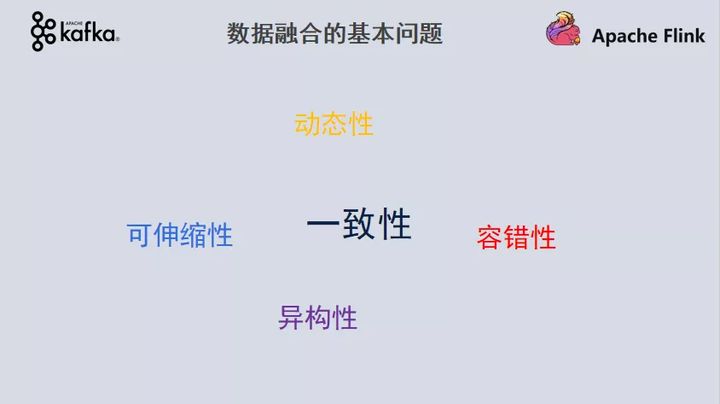 APACHE
kafka®
数据融合的基本问题
Apache Flink
动态性
可伸缩性
一致性
容错性
异构性